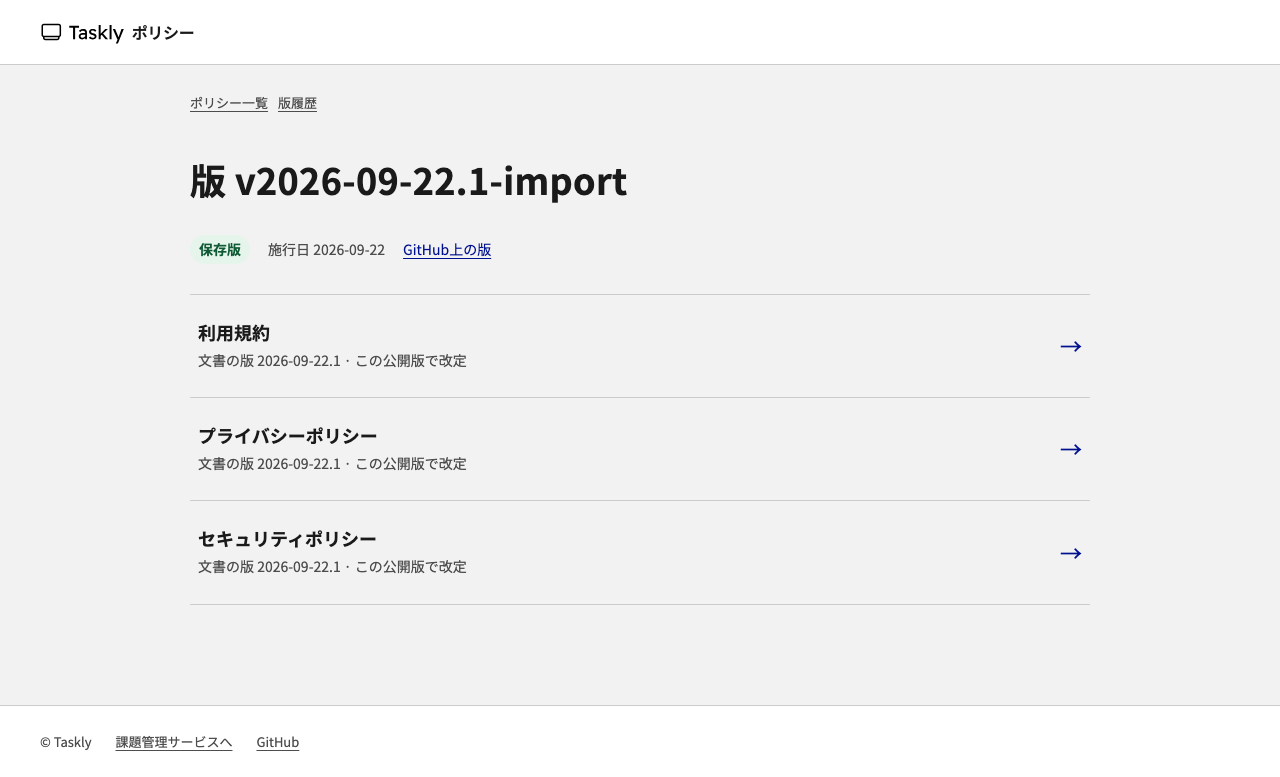 Taskly ポリシー
ポリシー一覧 版履歴
版 v2026-09-22.1-import
保存版 施行日 2026-09-22 GitHub上の版
利用規約
文書の版 2026-09-22.1 · この公開版で改定
→
プライバシーポリシー
文書の版 2026-09-22.1 · この公開版で改定
→
セキュリティポリシー
文書の版 2026-09-22.1 · この公開版で改定
→
© Taskly 課題管理サービスへ GitHub